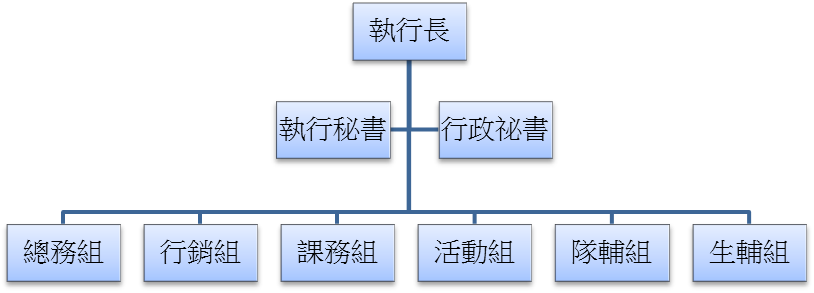 執行長
執行秘書
行政祕書
總務組
行銷組
課務組
活動組
隊輔組
生輔組